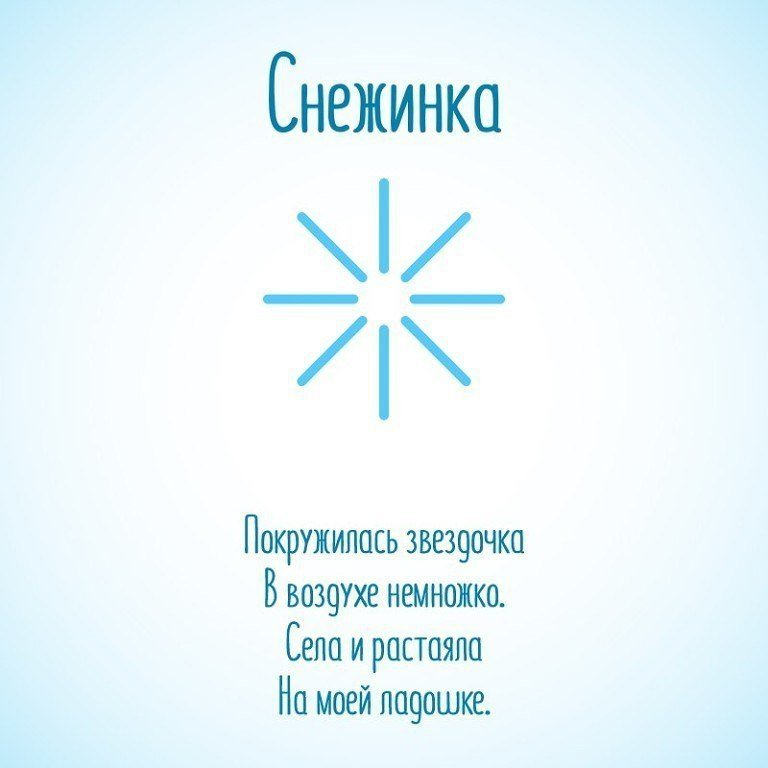 Снежинка
Покружилась звездочка
В воздухе немножко.
Села и растаяла
На моей ладошке.